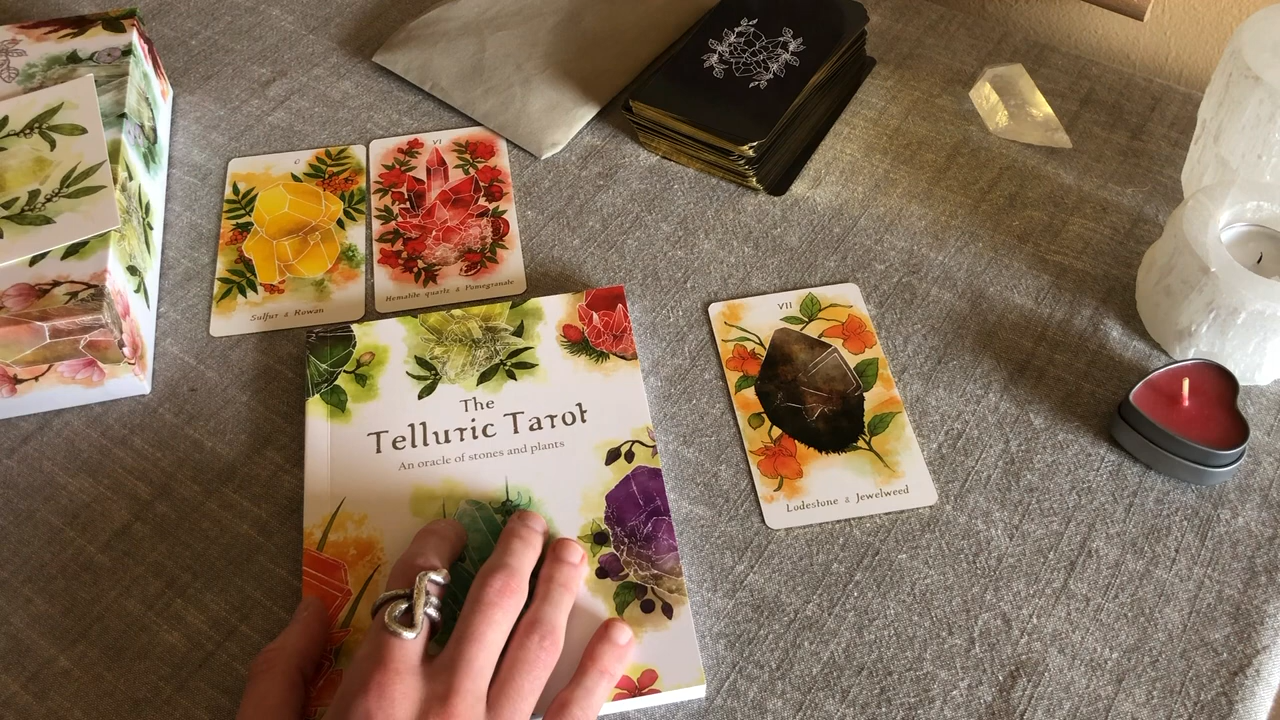 0
Sulfur & Rowan
VI
Hematite quartz & Pomegranate
The
Telluric Tarot
An oracle of stones and plants
VII
Lodestone & Jewelweed